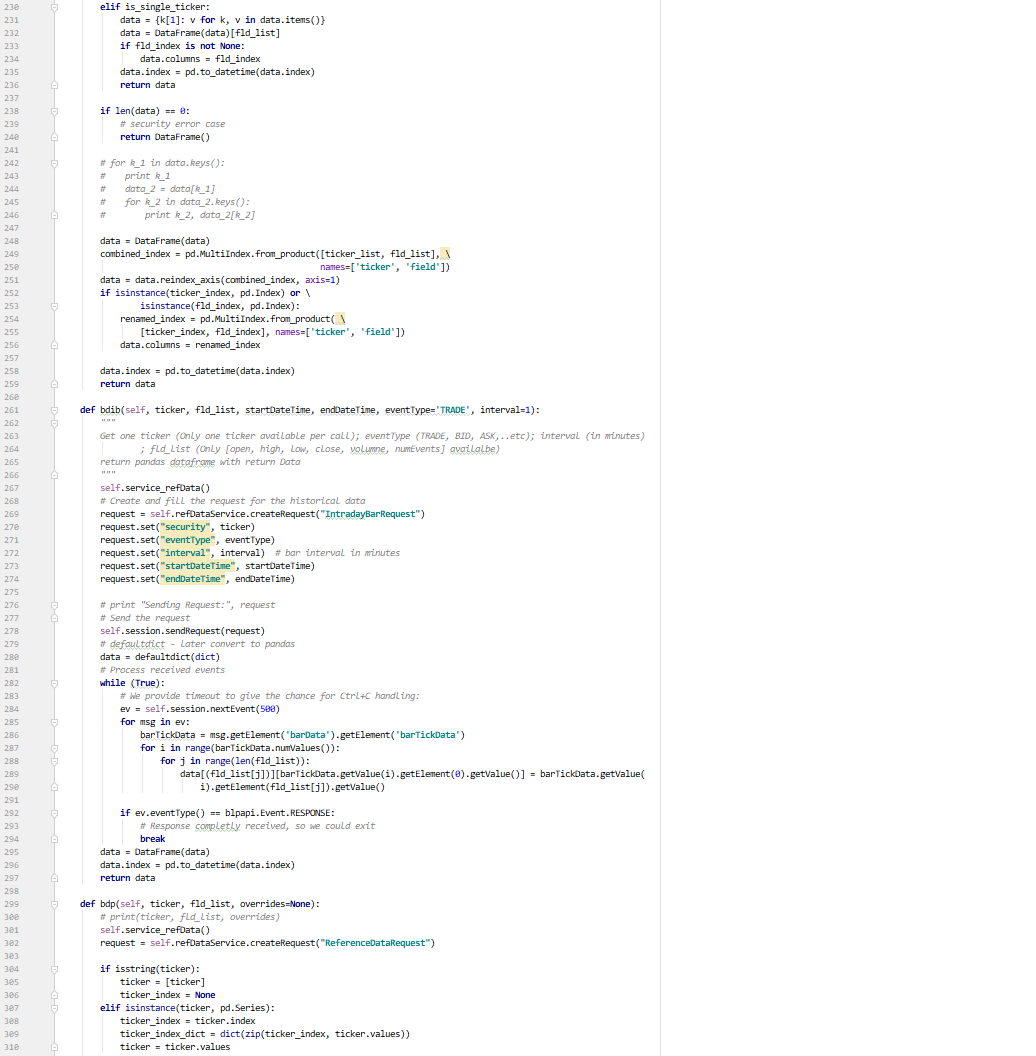 230 elif is_single_ticker:
231 data = {k[1]: v for k, v in data.items()}
232 data = DataFrame(data)[fld_list]
233 if fld_index is not None:
234 data.columns = fld_index
235 data.index = pd.to_datetime(data.index)
236 return data
237
238 if len(data) == 0:
239 # security error case
240 return DataFrame()
241
242 # for k_1 in data.keys():
243 #    print k_1
244 #    data_2 = data[k_1]
245 #    for k_2 in data_2.keys():
246 #        print k_2, data_2[k_2]
247
248 data = DataFrame(data)
249 combined_index = pd.MultiIndex.from_product([ticker_list, fld_list], \
250 names=['ticker', 'field'])
251 data = data.reindex_axis(combined_index, axis=1)
252 if isinstance(ticker_index, pd.Index) or \
253 isinstance(fld_index, pd.Index):
254 renamed_index = pd.MultiIndex.from_product( \
255 [ticker_index, fld_index], names=['ticker', 'field'])
256 data.columns = renamed_index
257
258 data.index = pd.to_datetime(data.index)
259 return data
260
261 def bdib(self, ticker, fld_list, startDateTime, endDateTime, eventType='TRADE', interval=1):
262 """
263 Get one ticker (Only one ticker available per call); eventType (TRADE, BID, ASK,..etc); interval (in minutes)
264 ; fld_list (Only [open, high, low, close, volumne, numEvents] availalbe)
265 return pandas dataframe with return Data
266 """
267 self.service_refData()
268 # Create and fill the request for the historical data
269 request = self.refDataService.createRequest("IntradayBarRequest")
270 request.set("security", ticker)
271 request.set("eventType", eventType)
272 request.set("interval", interval)  # bar interval in minutes
273 request.set("startDateTime", startDateTime)
274 request.set("endDateTime", endDateTime)
275
276 # print "Sending Request:", request
277 # Send the request
278 self.session.sendRequest(request)
279 # defaultdict - later convert to pandas
280 data = defaultdict(dict)
281 # Process received events
282 while (True):
283 # We provide timeout to give the chance for Ctrl+C handling:
284 ev = self.session.nextEvent(500)
285 for msg in ev:
286 barTickData = msg.getElement('barData').getElement('barTickData')
287 for i in range(barTickData.numValues()):
288 for j in range(len(fld_list)):
289 data[(fld_list[j])][barTickData.getValue(i).getElement(0).getValue()] = barTickData.getValue(
290 i).getElement(fld_list[j]).getValue()
291
292 if ev.eventType() == blpapi.Event.RESPONSE:
293 # Response completly received, so we could exit
294 break
295 data = DataFrame(data)
296 data.index = pd.to_datetime(data.index)
297 return data
298
299 def bdp(self, ticker, fld_list, overrides=None):
300 # print(ticker, fld_list, overrides)
301 self.service_refData()
302 request = self.refDataService.createRequest("ReferenceDataRequest")
303
304 if isstring(ticker):
305 ticker = [ticker]
306 ticker_index = None
307 elif isinstance(ticker, pd.Series):
308 ticker_index = ticker.index
309 ticker_index_dict = dict(zip(ticker_index, ticker.values))
310 ticker = ticker.values